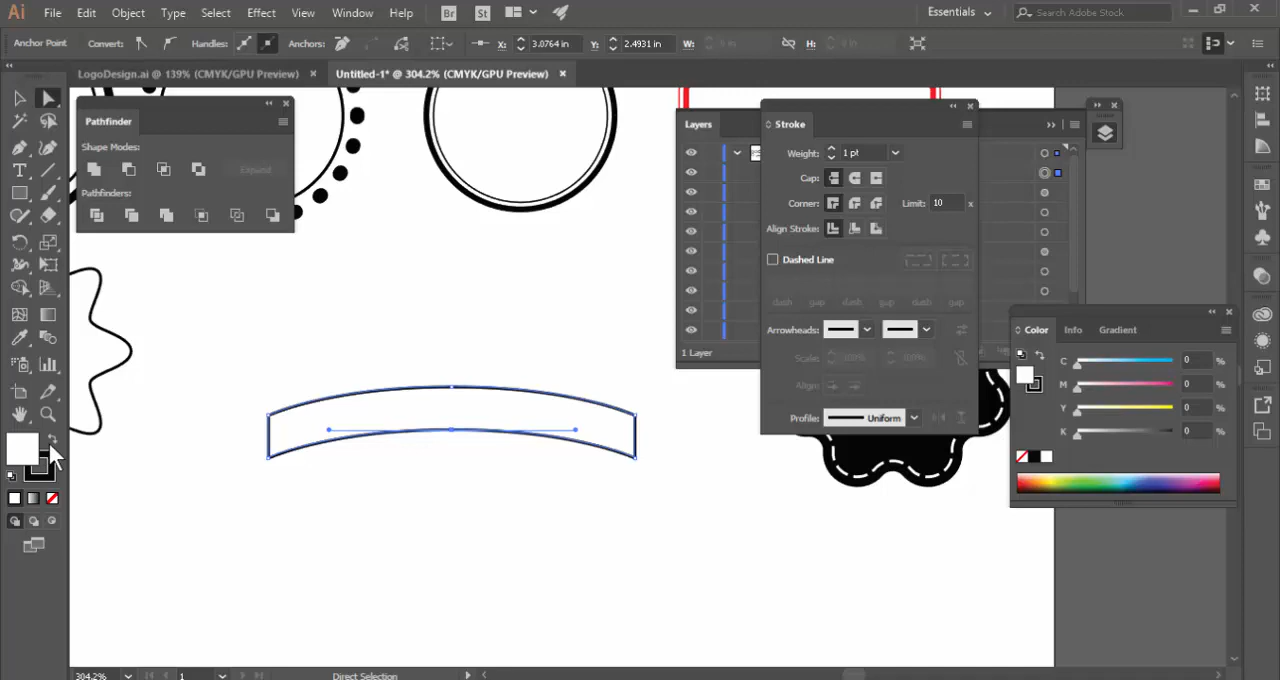 Ai File Edit Object Type Select Effect View Window Help Br St Essentials Search Adobe Stock
Anchor Point Convert: Handles: Anchors: X: 3.0764 in Y: 2.4931 in W: H:
LogoDesign.ai @ 139% (CMYK/GPU Preview) × Untitled-1* @ 304.2% (CMYK/GPU Preview) ×
Pathfinder
Shape Modes:
Expand
Pathfinders:
Layers
1 Layer
Stroke
Weight: 1 pt
Cap:
Corner: Limit: 10 x
Align Stroke:
Dashed Line
dash gap dash gap dash gap
Arrowheads:
Scale: 100% 100%
Align:
Profile: Uniform
Color Info Gradient
C 0 %
M 0 %
Y 0 %
K 0 %
304.2% 1 Direct Selection